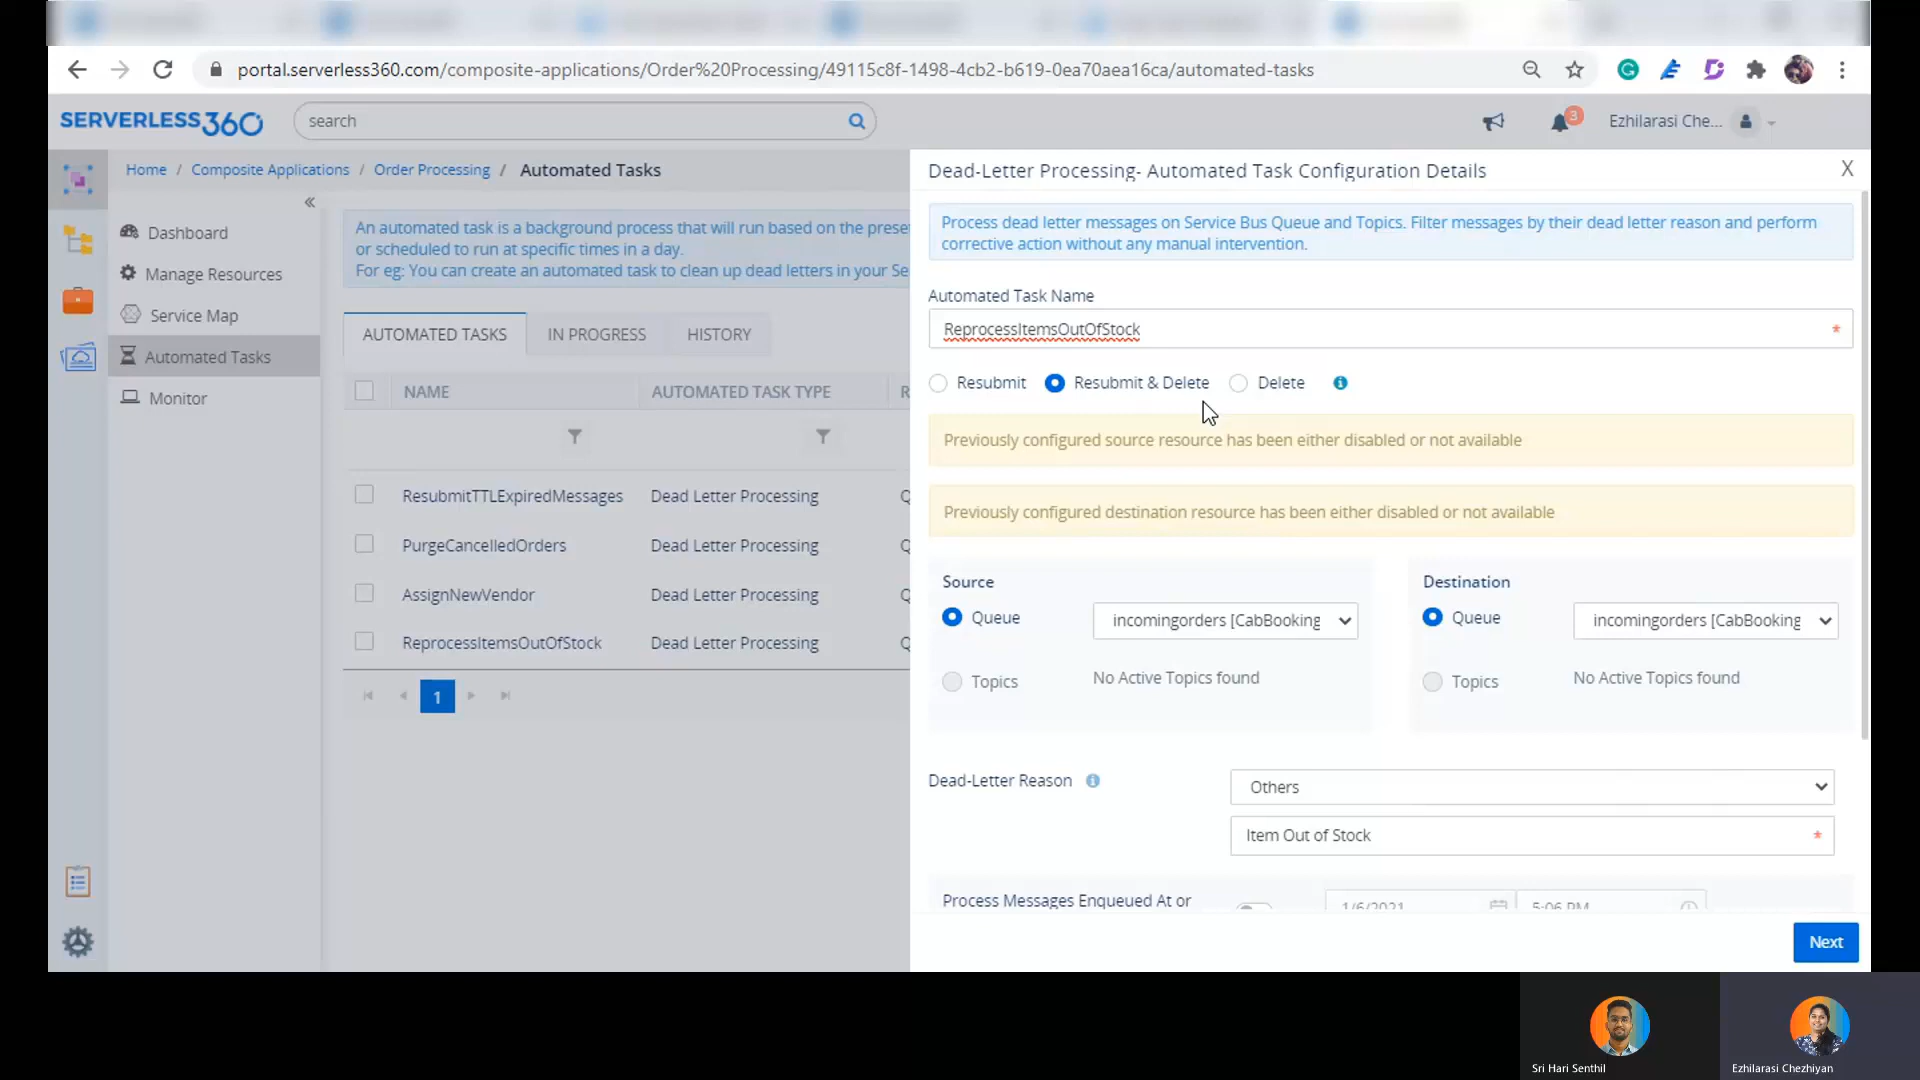 portal.serverless360.com/composite-applications/Order%20Processing/49115c8f-1498-4cb2-b619-0ea70aea16ca/automated-tasks
SERVERLESS360
search
3
Ezhilarasi Che...
Home / Composite Applications / Order Processing / Automated Tasks
Dashboard
Manage Resources
Service Map
Automated Tasks
Monitor
An automated task is a background process that will run based on the preset
or scheduled to run at specific times in a day.
For eg: You can create an automated task to clean up dead letters in your Se
AUTOMATED TASKS
IN PROGRESS
HISTORY
NAME
AUTOMATED TASK TYPE
R
ResubmitTTLExpiredMessages
Dead Letter Processing
Q
PurgeCancelledOrders
Dead Letter Processing
Q
AssignNewVendor
Dead Letter Processing
Q
ReprocessItemsOutOfStock
Dead Letter Processing
1
Dead-Letter Processing- Automated Task Configuration Details
X
Process dead letter messages on Service Bus Queue and Topics. Filter messages by their dead letter reason and perform
corrective action without any manual intervention.
Automated Task Name
ReprocessItemsOutOfStock *
Resubmit
Resubmit & Delete
Delete
Previously configured source resource has been either disabled or not available
Previously configured destination resource has been either disabled or not available
Source
Queue
incomingorders [CabBooking
Topics
No Active Topics found
Destination
Queue
incomingorders [CabBooking
Topics
No Active Topics found
Dead-Letter Reason
Others
Item Out of Stock *
Process Messages Enqueued At or
1/6/2021
5:06 PM
Next
Sri Hari Senthil
Ezhilarasi Chezhiyan